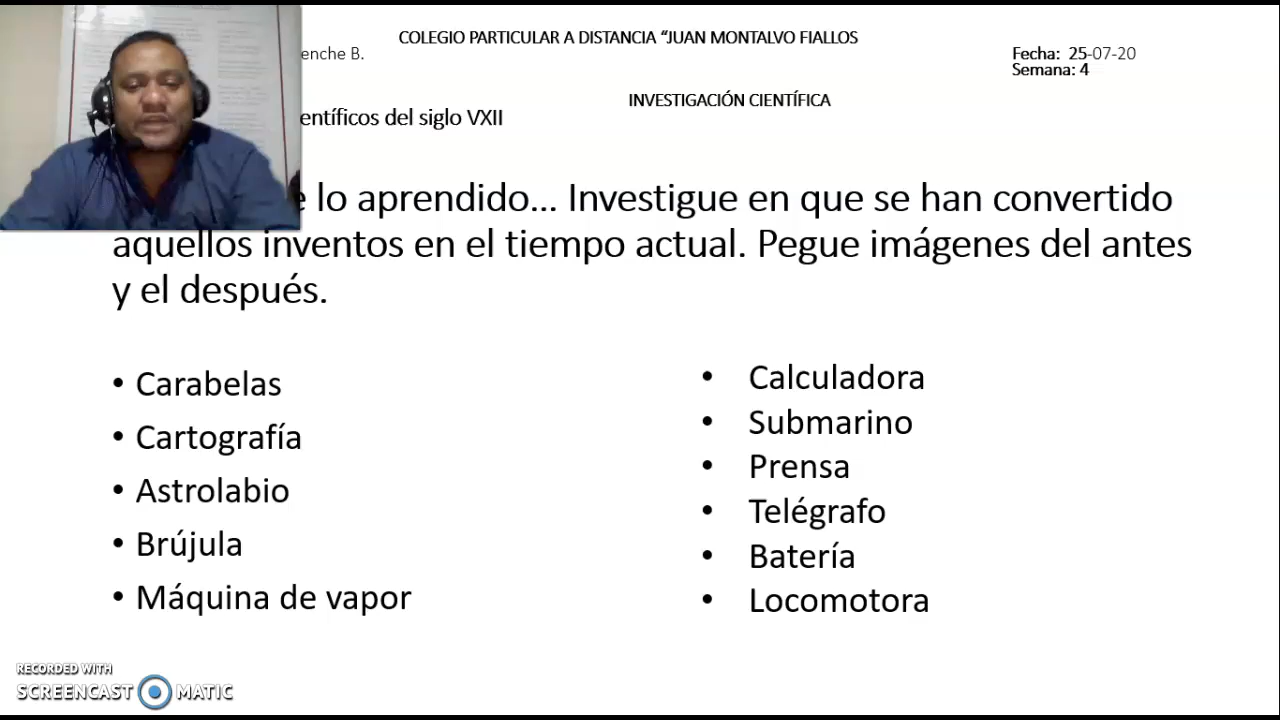 COLEGIO PARTICULAR A DISTANCIA “JUAN MONTALVO FIALLOS
enche B.
Fecha: 25-07-20
Semana: 4
INVESTIGACIÓN CIENTÍFICA
entíficos del siglo VXII
e lo aprendido... Investigue en que se han convertido
aquellos inventos en el tiempo actual. Pegue imágenes del antes
y el después.
• Carabelas
• Cartografía
• Astrolabio
• Brújula
• Máquina de vapor
• Calculadora
• Submarino
• Prensa
• Telégrafo
• Batería
• Locomotora
RECORDED WITH
SCREENCAST MATIC